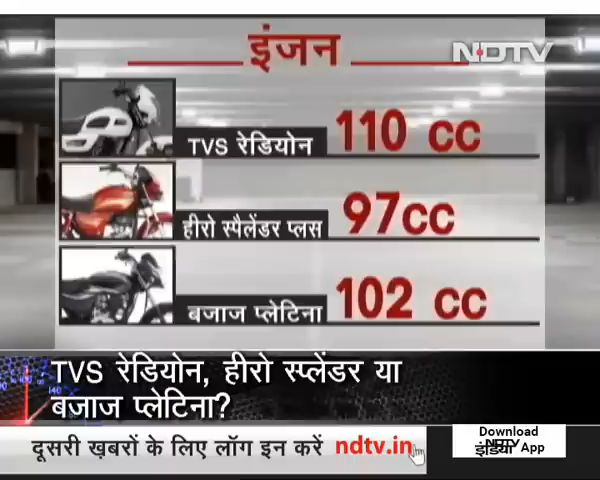 इंजन
NDTV
TVS रेडियोन 110 cc
हीरो स्पैलेंडर प्लस 97cc
बजाज प्लेटिना 102 cc
TVS रेडियोन, हीरो स्प्लेंडर या
बजाज प्लेटिना?
दूसरी ख़बरों के लिए लॉग इन करें ndtv.in
Download
NDTV
इंडिया App